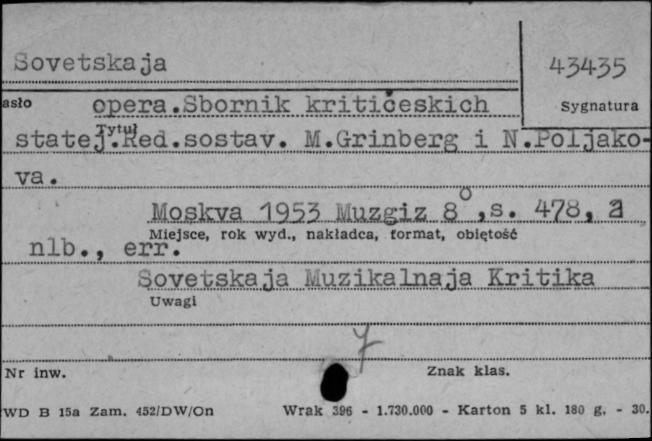 Sovetskaja
43435
asło opera.Sbornik kritičeskich
Sygnatura
Tytuł
statej.Red.sostav. M.Grinberg i N.Poljako-
va.
Moskva 1953 Muzgiz 8°,s. 478, a
Miejsce, rok wyd., nakładca, format, objętość
nlb., err.
Sovetskaja Muzikalnaja Kritika
Uwagi
7
Nr inw.
Znak klas.
WD B 15a Zam. 452/DW/On Wrak 396 - 1.730.000 - Karton 5 kl. 180 g. - 30.